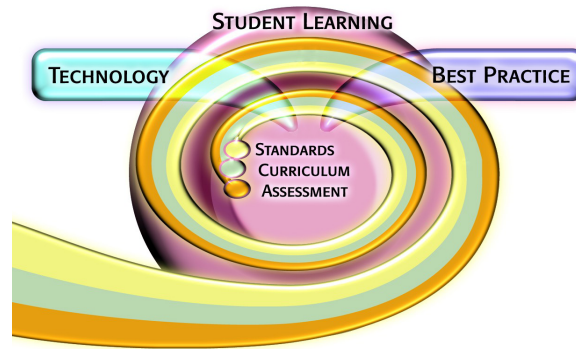 STUDENT LEARNING
TECHNOLOGY
BEST PRACTICE
STANDARDS
CURRICULUM
ASSESSMENT